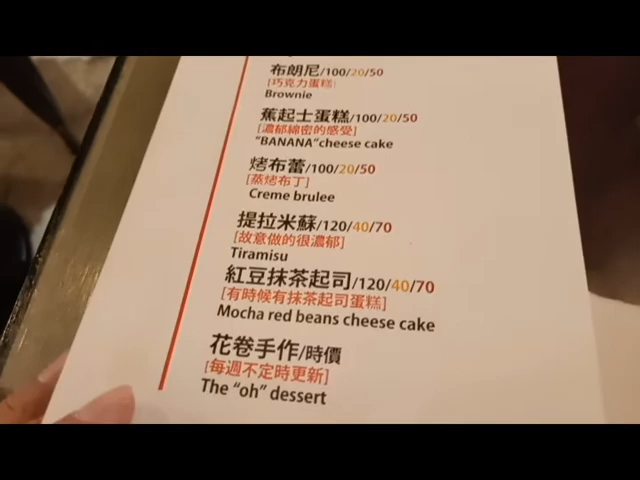 布朗尼/100/20/50
[巧克力蛋糕]
Brownie
蕉起士蛋糕/100/20/50
[濃郁綿密的感受]
"BANANA"cheese cake
烤布蕾/100/20/50
[蒸烤布丁]
Creme brulee
提拉米蘇/120/40/70
[故意做的很濃郁]
Tiramisu
紅豆抹茶起司/120/40/70
[有時候有抹茶起司蛋糕]
Mocha red beans cheese cake
花卷手作/時價
[每週不定時更新]
The “oh” dessert